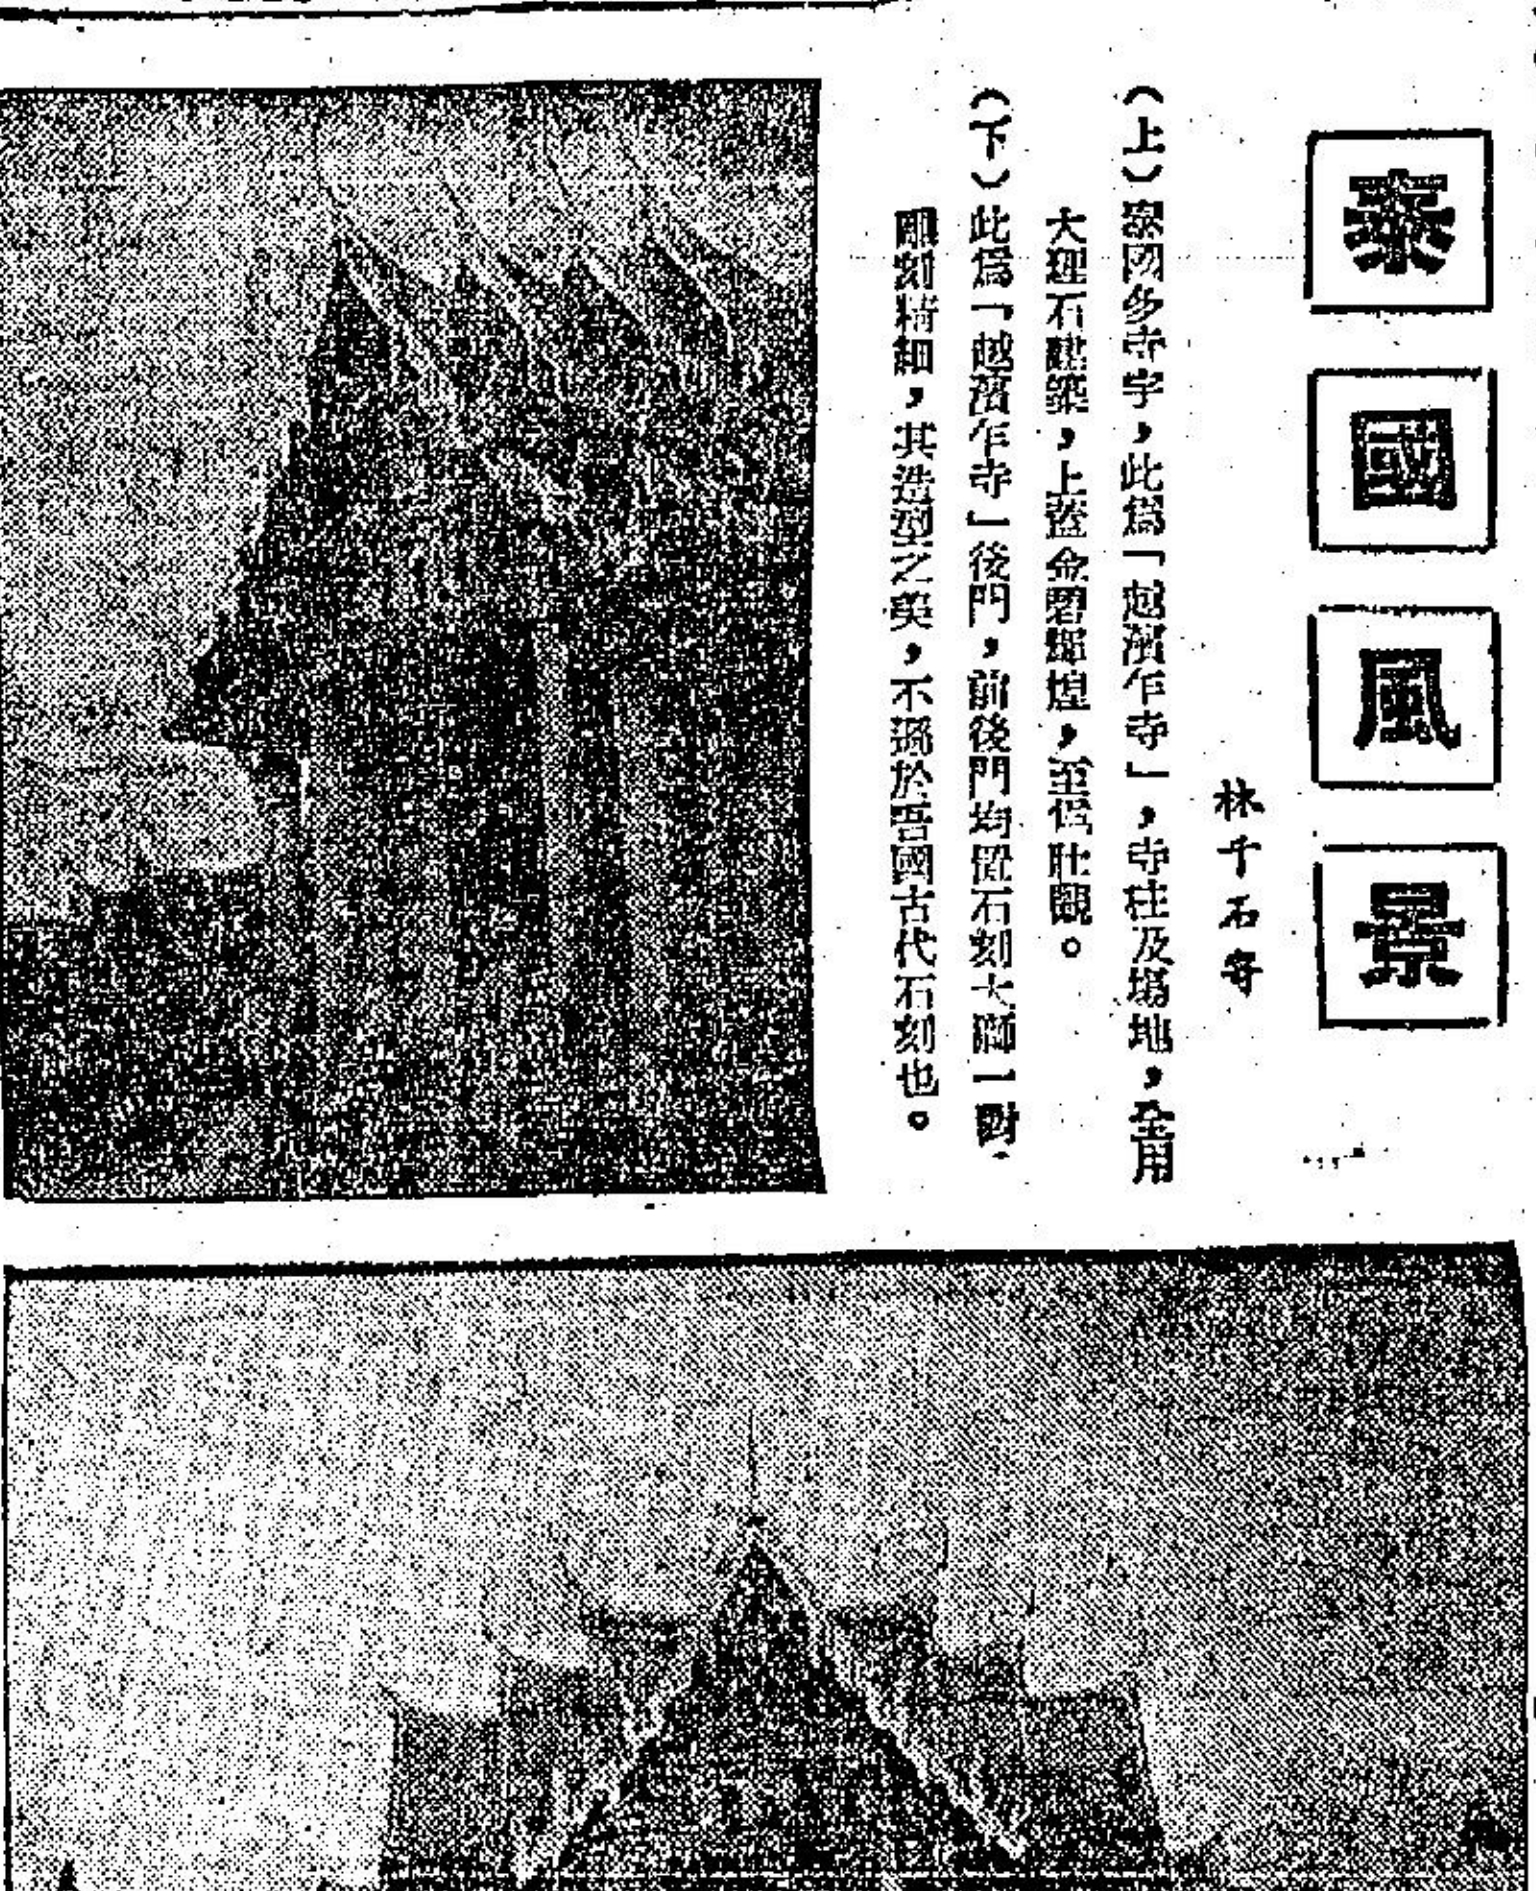 泰國風景
林千石寄
(上)泰國多寺宇,此爲「越濱乍寺」,寺柱及塲地,全用
大理石建築,上蓋金碧輝煌,至爲壯觀。
(下)此爲「越濱乍寺」後門,前後門均置石刻大獅一對,
雕刻精細,其造型之美,不遜於吾國古代石刻也。